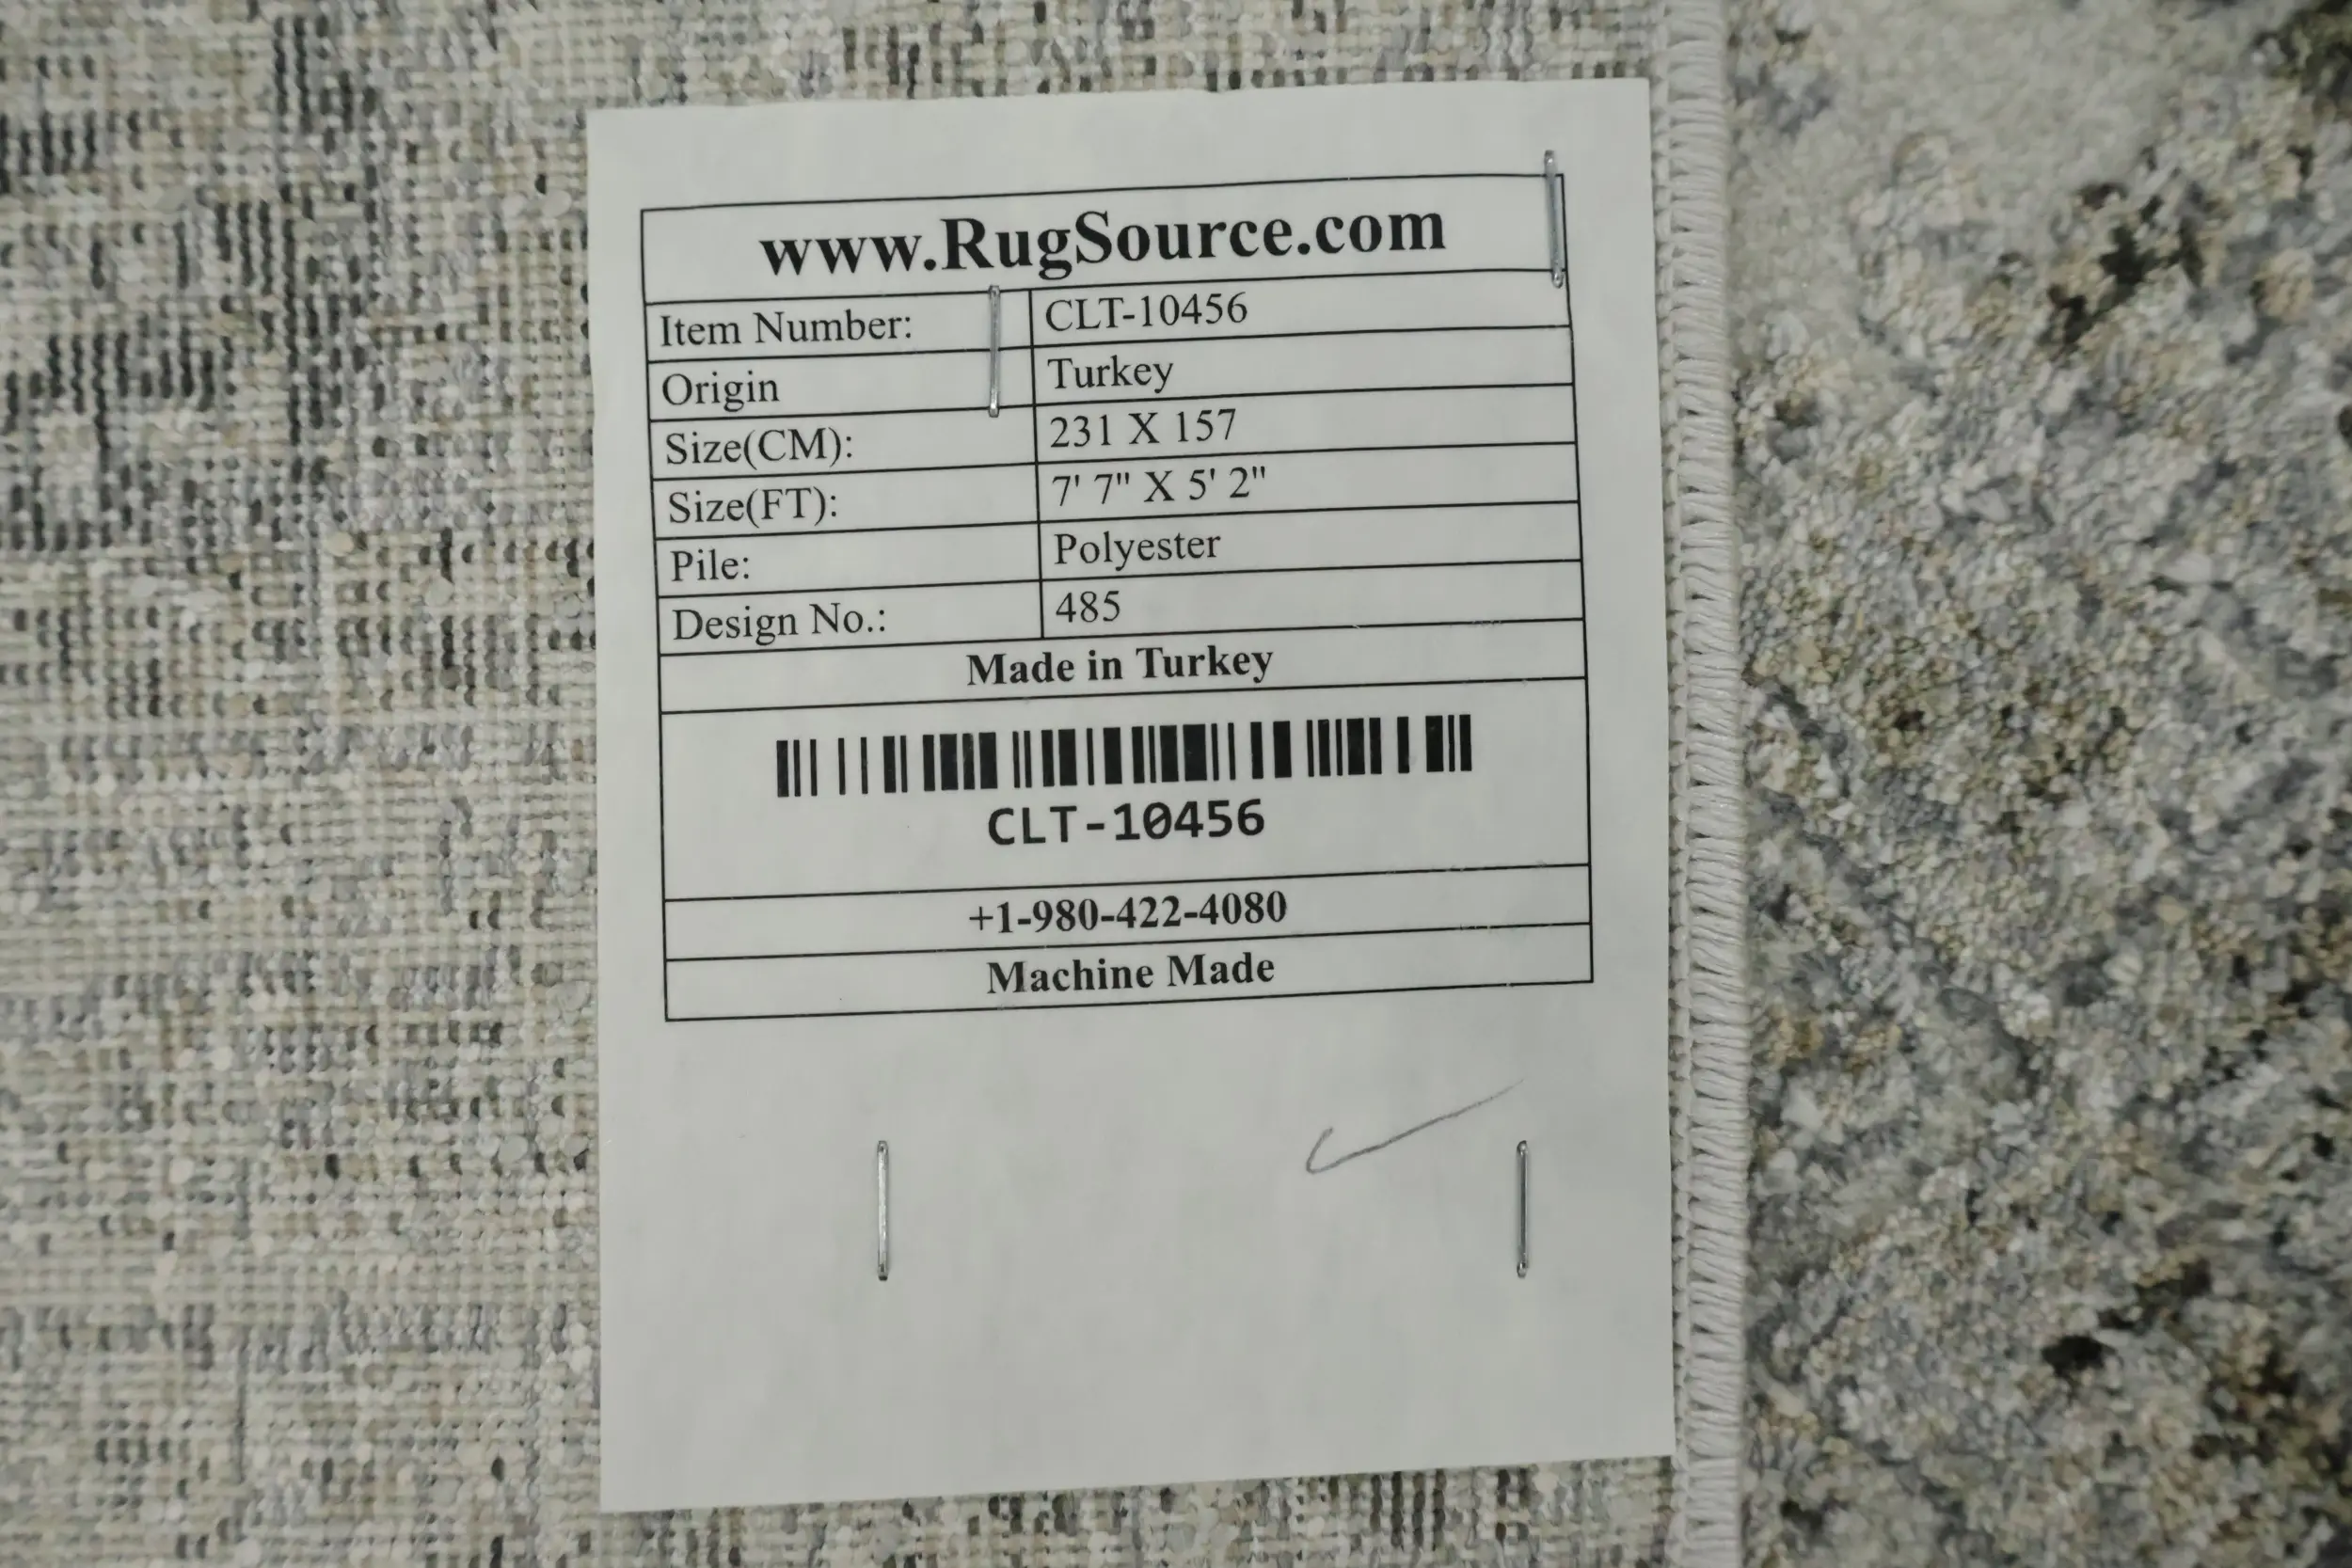 www.RugSource.com
Item Number: CLT-10456
Origin Turkey
Size(CM): 231 X 157
Size(FT): 7' 7" X 5' 2"
Pile: Polyester
Design No.: 485
Made in Turkey
CLT-10456
+1-980-422-4080
Machine Made